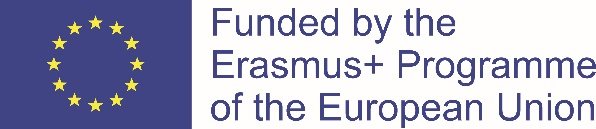 Funded by the
Erasmus+ Programme
of the European Union